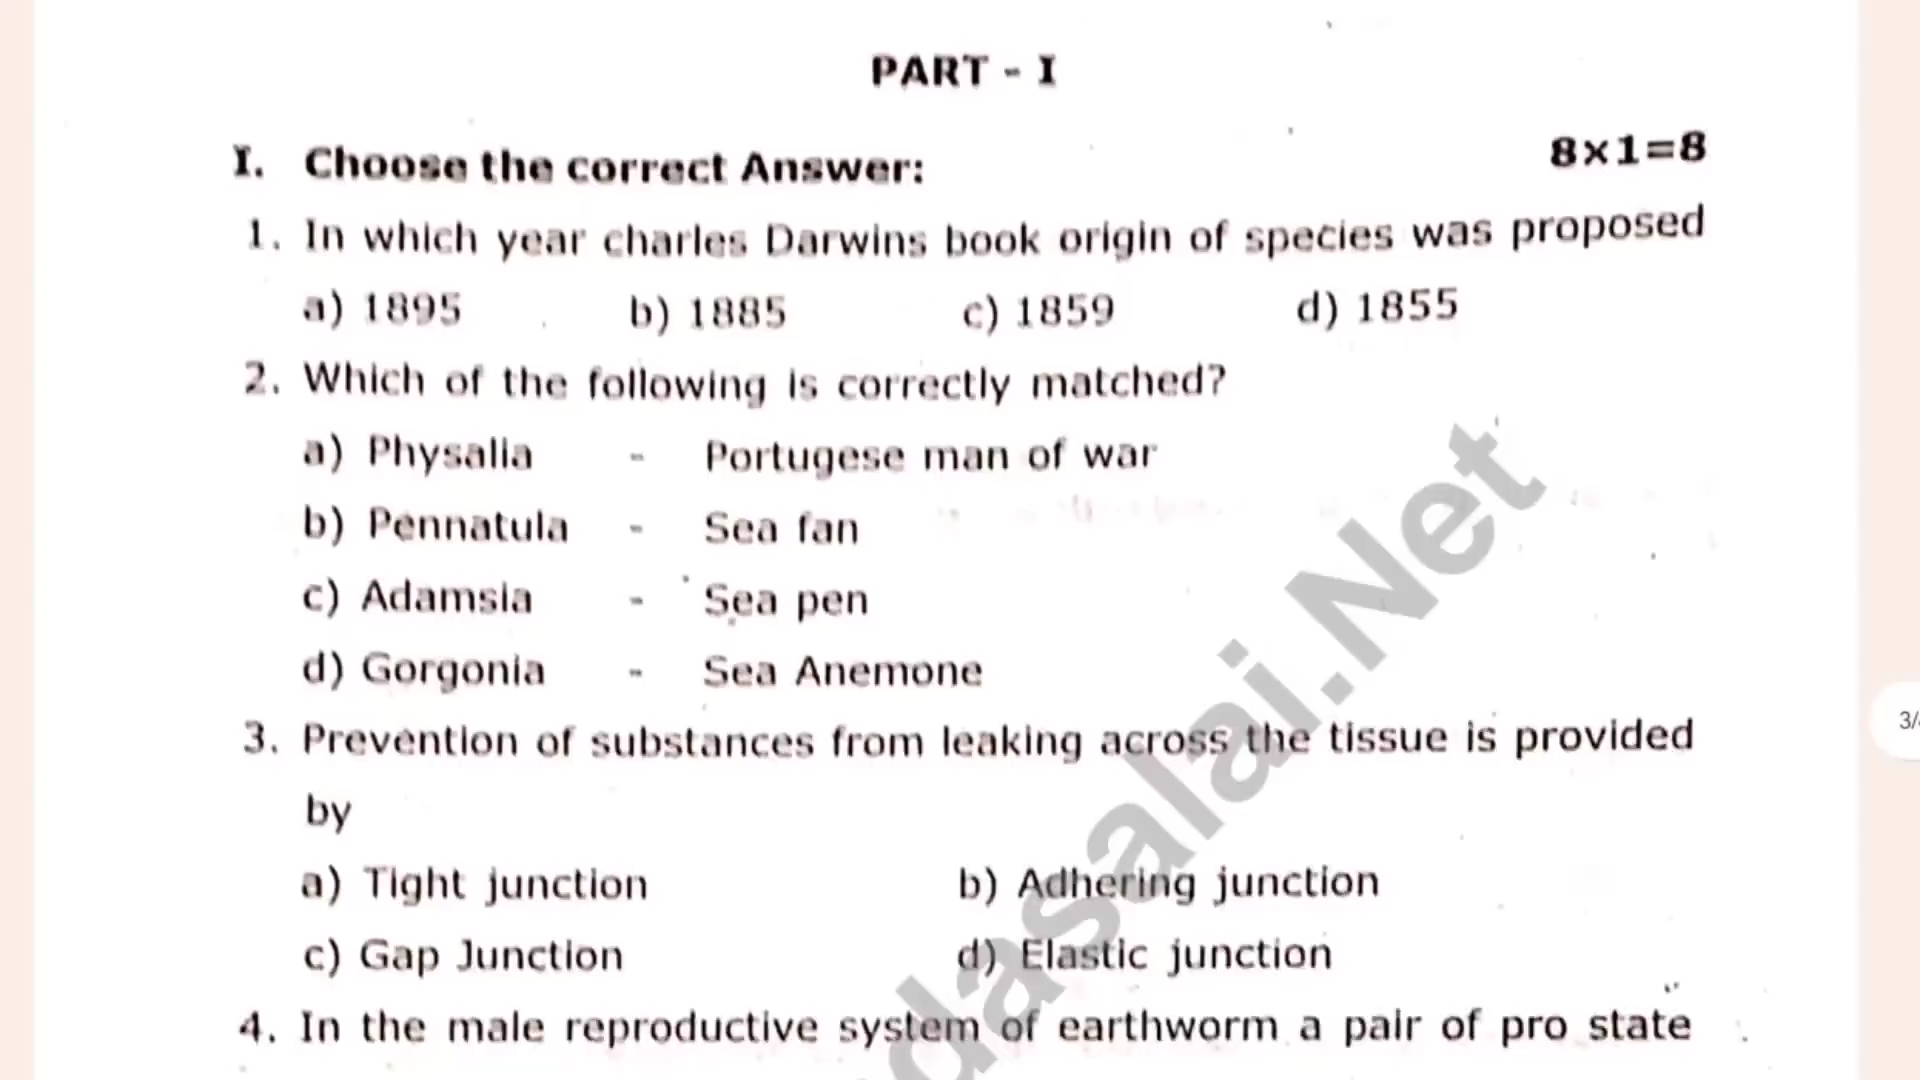 PART - I
I. Choose the correct Answer: 8×1=8
1. In which year charles Darwins book origin of species was proposed
a) 1895 b) 1885 c) 1859 d) 1855
2. Which of the following is correctly matched?
a) Physalia - Portugese man of war
b) Pennatula - Sea fan
c) Adamsia - Sea pen
d) Gorgonia - Sea Anemone
3. Prevention of substances from leaking across the tissue is provided
by
a) Tight junction b) Adhering junction
c) Gap Junction d) Elastic junction
4. In the male reproductive system of earthworm a pair of pro state
dasalai.Net
3/